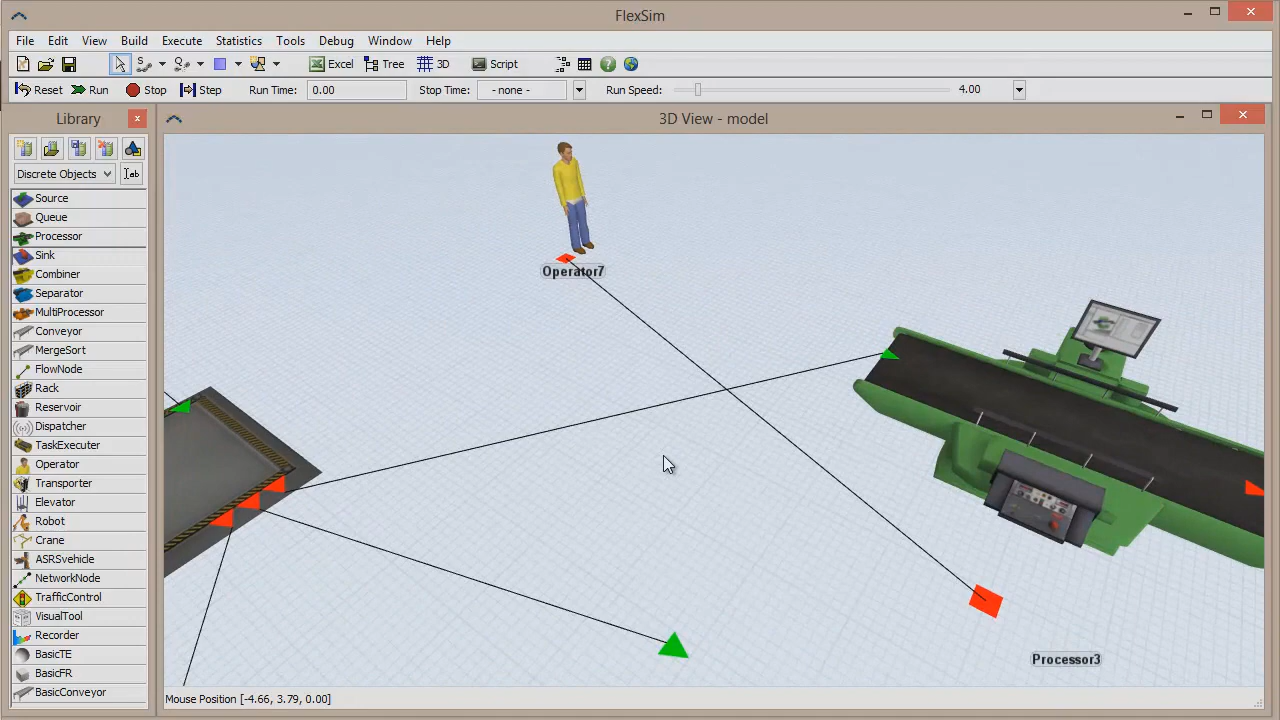 FlexSim
File Edit View Build Execute Statistics Tools Debug Window Help
Excel Tree 3D Script
Reset Run Stop Step Run Time: 0.00 Stop Time: - none - Run Speed: 4.00
Library
3D View - model
Discrete Objects
Source
Queue
Processor
Sink
Combiner
Separator
MultiProcessor
Conveyor
MergeSort
FlowNode
Rack
Reservoir
Dispatcher
TaskExecuter
Operator
Transporter
Elevator
Robot
Crane
ASRSvehicle
NetworkNode
TrafficControl
VisualTool
Recorder
BasicTE
BasicFR
BasicConveyor
Operator7
Processor3
Mouse Position [-4.66, 3.79, 0.00]